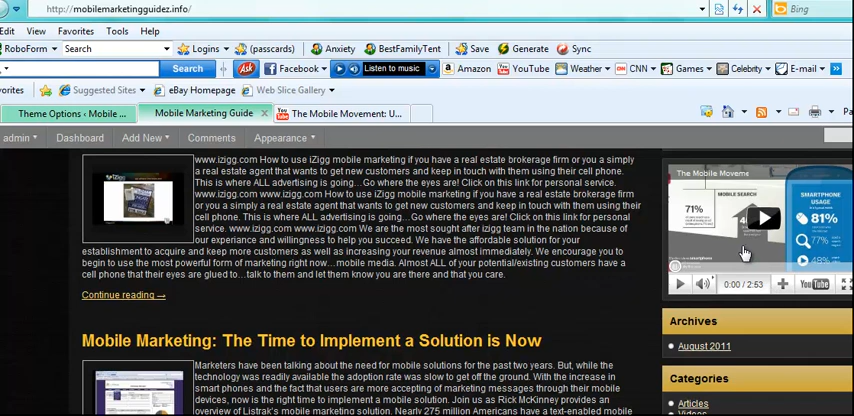 http://mobilemarketingguidez.info/
Bing
Edit View Favorites Tools Help
RoboForm Search Logins (passcards) Anxiety BestFamilyTent Save Generate Sync
Search Ask Facebook Listen to music Amazon YouTube Weather CNN Games Celebrity E-mail
Suggested Sites eBay Homepage Web Slice Gallery
Theme Options ‹ Mobile ... Mobile Marketing Guide The Mobile Movement: U...
admin Dashboard Add New Comments Appearance
www.izigg.com How to use iZigg mobile marketing if you have a real estate brokerage firm or you a simply
a real estate agent that wants to get new customers and keep in touch with them using their cell phone.
This is where ALL advertising is going…Go where the eyes are! Click on this link for personal service.
www.izigg.com www.izigg.com How to use iZigg mobile marketing if you have a real estate brokerage firm
or you a simply a real estate agent that wants to get new customers and keep in touch with them using their
cell phone. This is where ALL advertising is going…Go where the eyes are! Click on this link for personal
service. www.izigg.com www.izigg.com We are the most sought after izigg team in the nation because of
our experiance and willingness to help you succeed. We have the affordable solution for your
establishment to acquire and keep more customers as well as increasing your revenue almost immediately. We encourage you to
begin to use the most powerful form of marketing right now…mobile media. Almost ALL of your potential/existing customers have a
cell phone that their eyes are glued to…talk to them and let them know you are there and that you care.
Continue reading →
Mobile Marketing: The Time to Implement a Solution is Now
Marketers have been talking about the need for mobile solutions for the past two years. But, while the
technology was readily available the adoption rate was slow to get off the ground. With the increase in
smart phones and the fact that users are more accepting of marketing messages through their mobile
devices, now is the right time to implement a mobile solution. Join us as Rick McKinney provides an
overview of Listrak's mobile marketing solution. Nearly 275 million Americans have a text-enabled mobile
The Mobile Moveme
MOBILE SEARCH
71%
SMARTPHONE
USAGE
81%
77%
48%
0:00 / 2:53 YouTube
Archives
August 2011
Categories
Articles